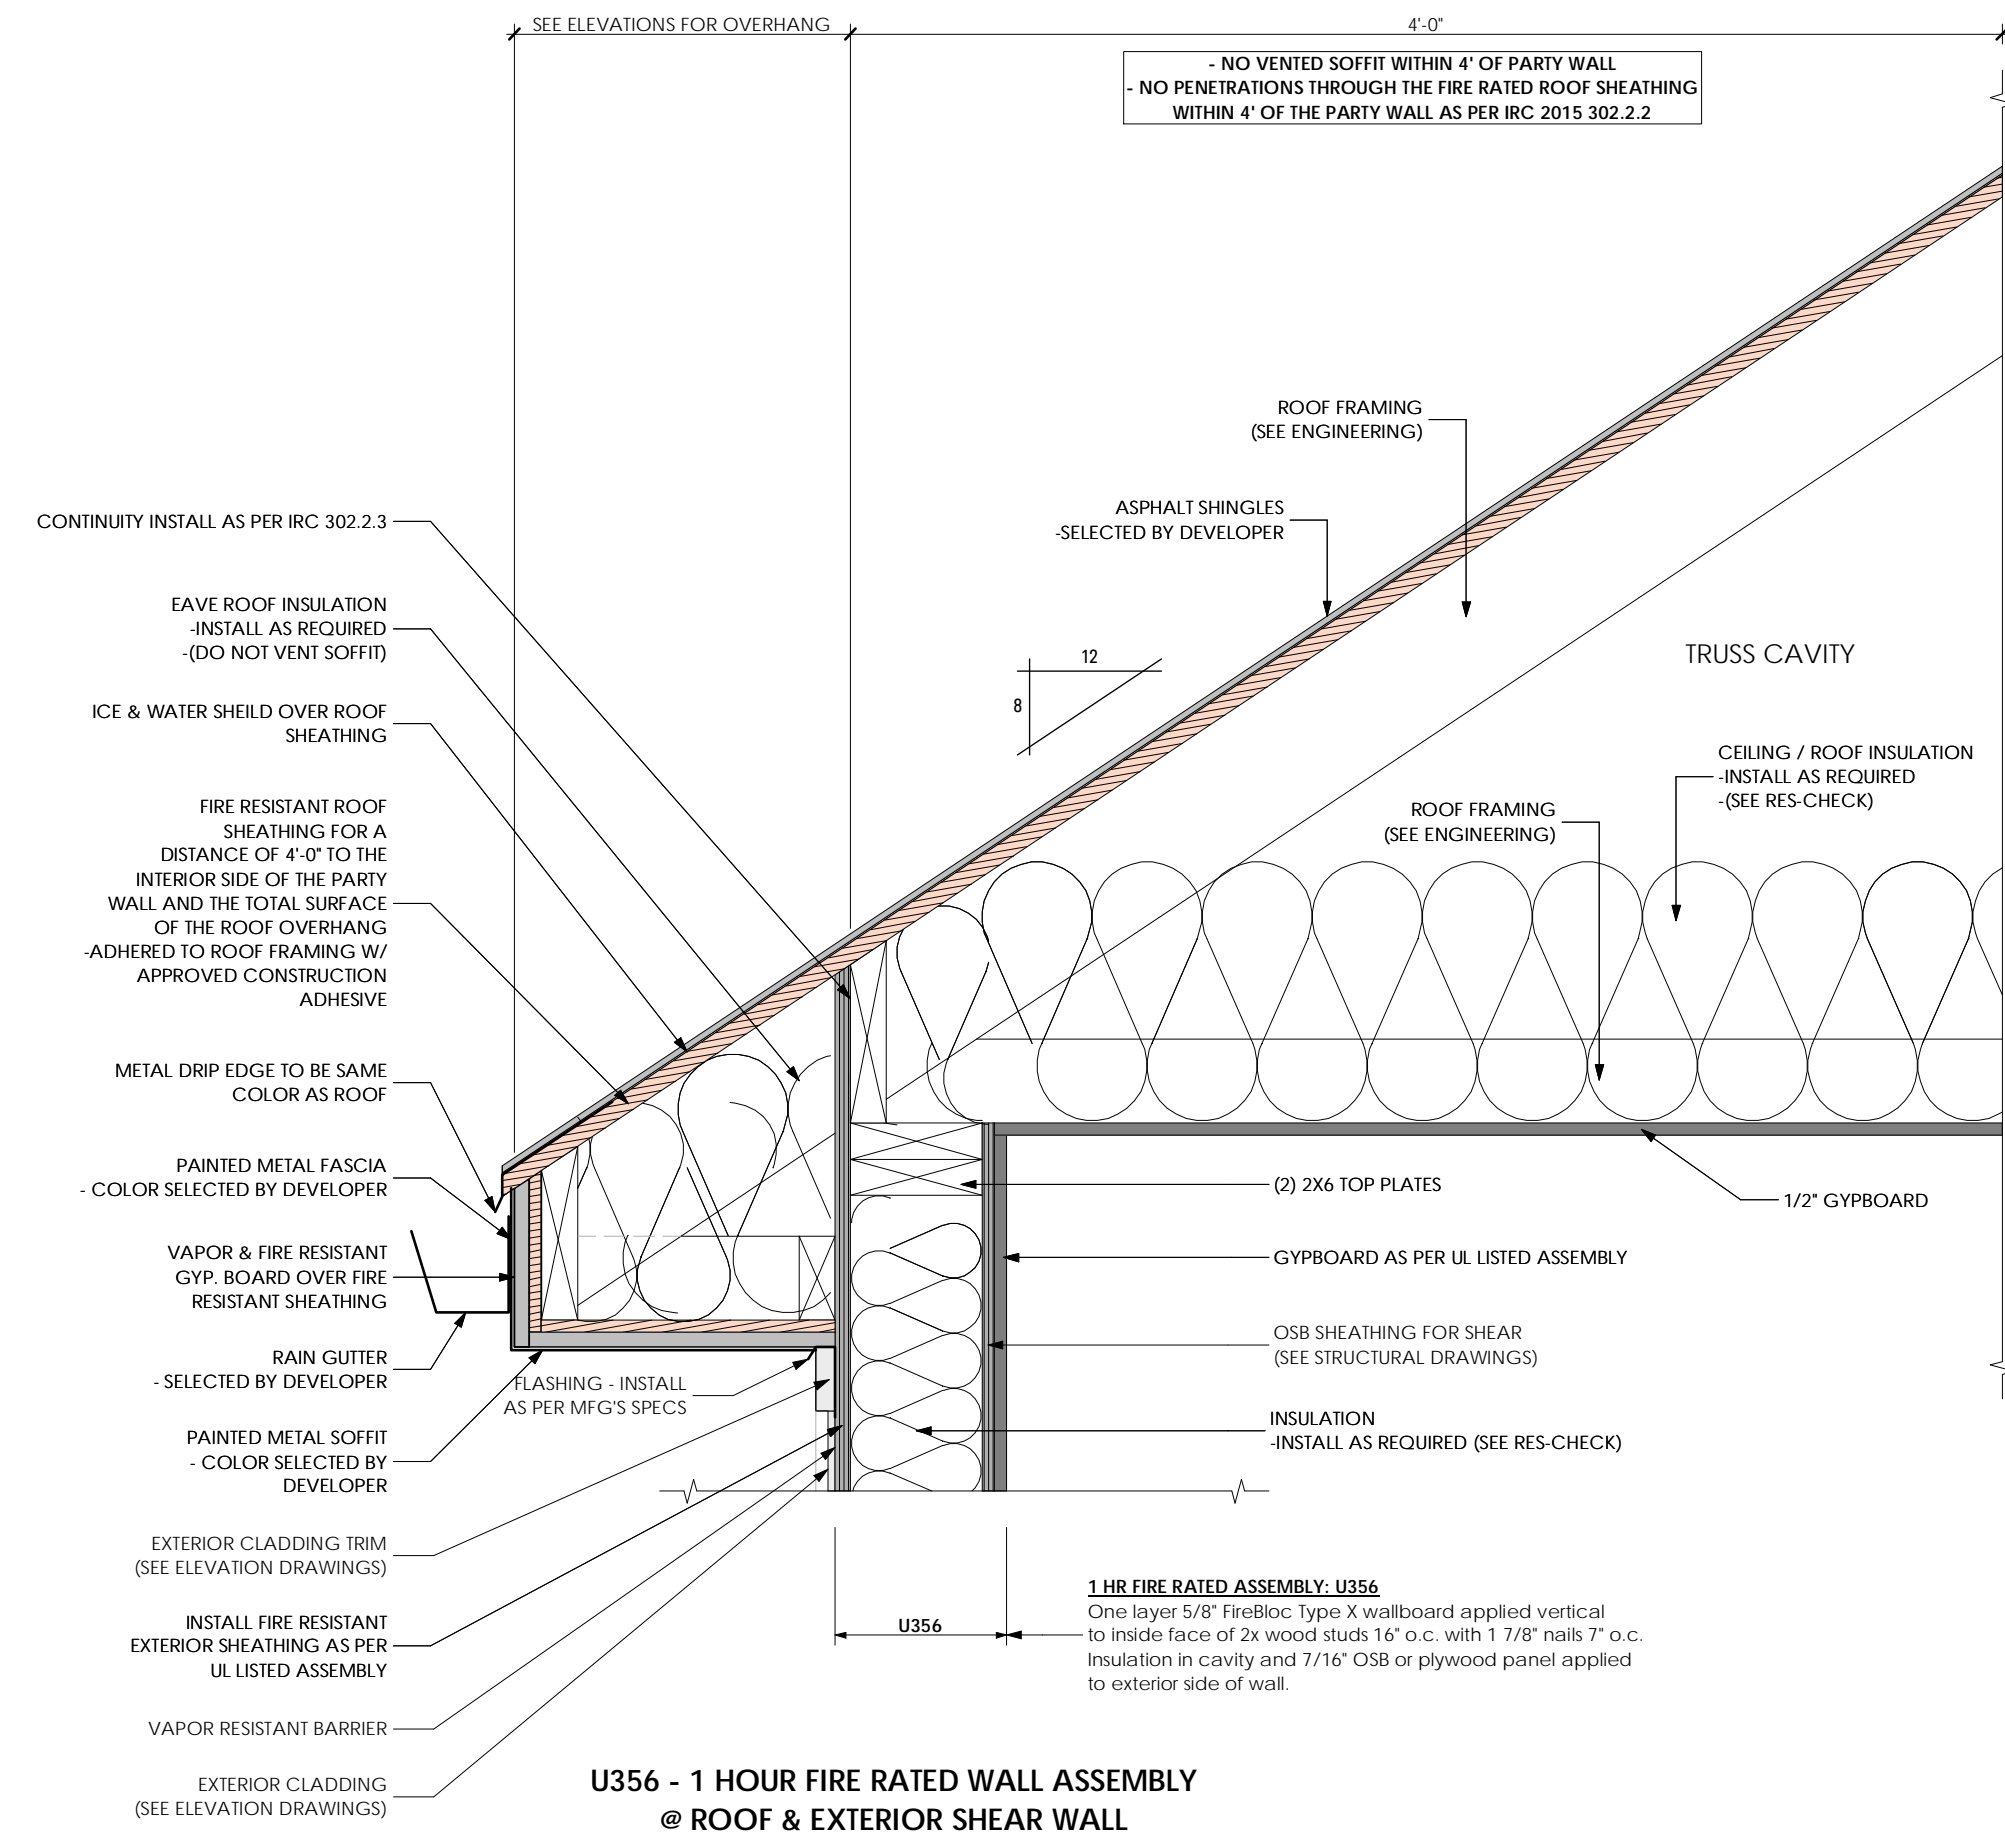 SEE ELEVATIONS FOR OVERHANG
4'-0"
- NO VENTED SOFFIT WITHIN 4' OF PARTY WALL
- NO PENETRATIONS THROUGH THE FIRE RATED ROOF SHEATHING
WITHIN 4' OF THE PARTY WALL AS PER IRC 2015 302.2.2
ROOF FRAMING
(SEE ENGINEERING)
ASPHALT SHINGLES
-SELECTED BY DEVELOPER
12
8
TRUSS CAVITY
CEILING / ROOF INSULATION
-INSTALL AS REQUIRED
-(SEE RES-CHECK)
ROOF FRAMING
(SEE ENGINEERING)
CONTINUITY INSTALL AS PER IRC 302.2.3
EAVE ROOF INSULATION
-INSTALL AS REQUIRED
-(DO NOT VENT SOFFIT)
ICE & WATER SHEILD OVER ROOF
SHEATHING
FIRE RESISTANT ROOF
SHEATHING FOR A
DISTANCE OF 4'-0" TO THE
INTERIOR SIDE OF THE PARTY
WALL AND THE TOTAL SURFACE
OF THE ROOF OVERHANG
-ADHERED TO ROOF FRAMING W/
APPROVED CONSTRUCTION
ADHESIVE
METAL DRIP EDGE TO BE SAME
COLOR AS ROOF
PAINTED METAL FASCIA
- COLOR SELECTED BY DEVELOPER
VAPOR & FIRE RESISTANT
GYP. BOARD OVER FIRE
RESISTANT SHEATHING
RAIN GUTTER
- SELECTED BY DEVELOPER
FLASHING - INSTALL
AS PER MFG'S SPECS
PAINTED METAL SOFFIT
- COLOR SELECTED BY
DEVELOPER
EXTERIOR CLADDING TRIM
(SEE ELEVATION DRAWINGS)
INSTALL FIRE RESISTANT
EXTERIOR SHEATHING AS PER
UL LISTED ASSEMBLY
VAPOR RESISTANT BARRIER
EXTERIOR CLADDING
(SEE ELEVATION DRAWINGS)
(2) 2X6 TOP PLATES
1/2" GYPBOARD
GYPBOARD AS PER UL LISTED ASSEMBLY
OSB SHEATHING FOR SHEAR
(SEE STRUCTURAL DRAWINGS)
INSULATION
-INSTALL AS REQUIRED (SEE RES-CHECK)
U356
1 HR FIRE RATED ASSEMBLY: U356
One layer 5/8" FireBloc Type X wallboard applied vertical
to inside face of 2x wood studs 16" o.c. with 1 7/8" nails 7" o.c.
Insulation in cavity and 7/16" OSB or plywood panel applied
to exterior side of wall.
U356 - 1 HOUR FIRE RATED WALL ASSEMBLY
@ ROOF & EXTERIOR SHEAR WALL